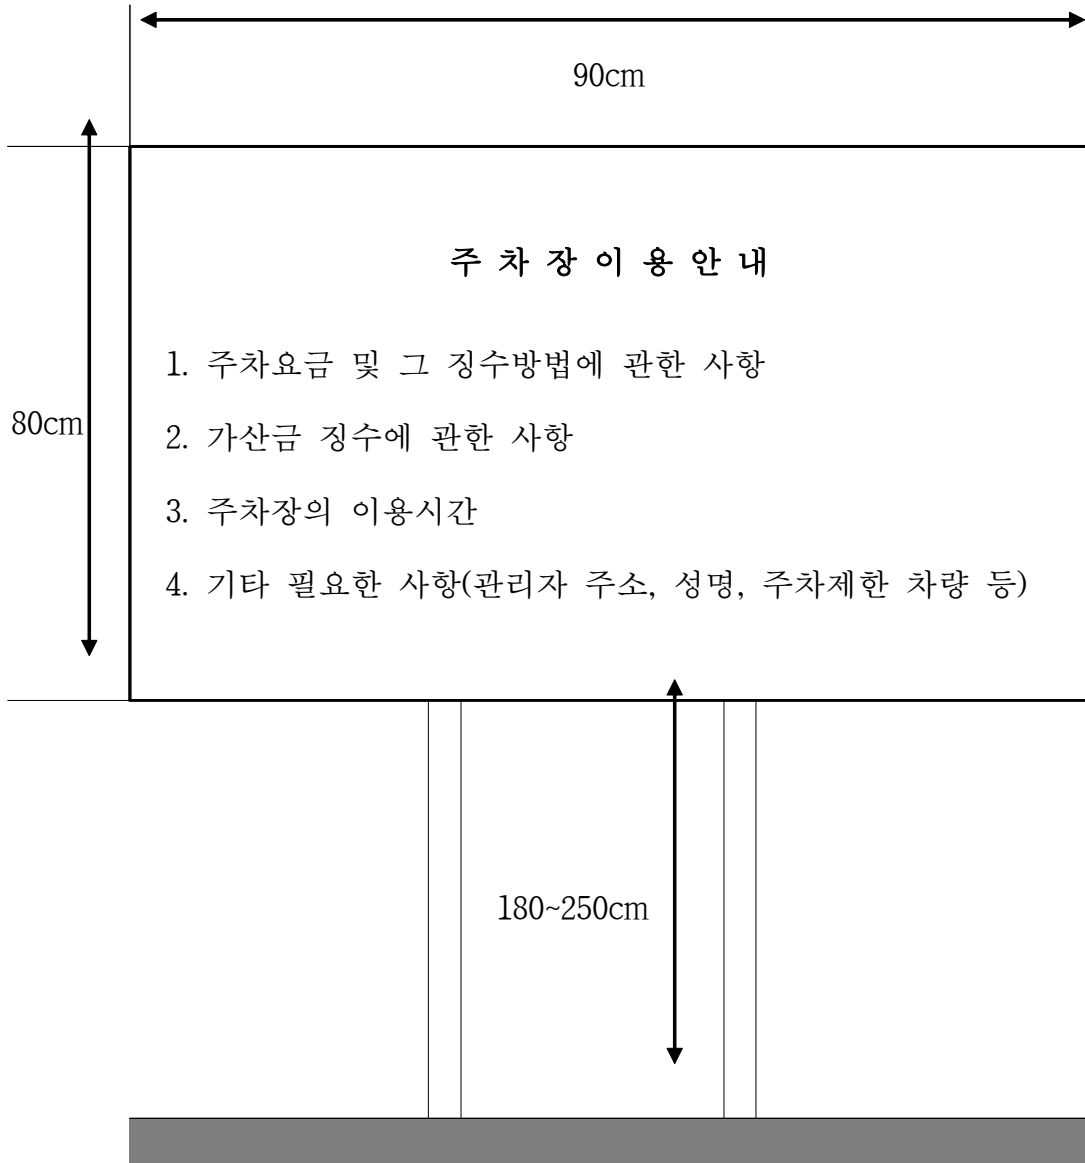 90cm
주 차 장 이 용 안 내
1. 주차요금 및 그 징수방법에 관한 사항
80cm
2. 가산금 징수에 관한 사항
3. 주차장의 이용시간
4. 기타 필요한 사항(관리자 주소, 성명, 주차제한 차량 등)
180~250cm